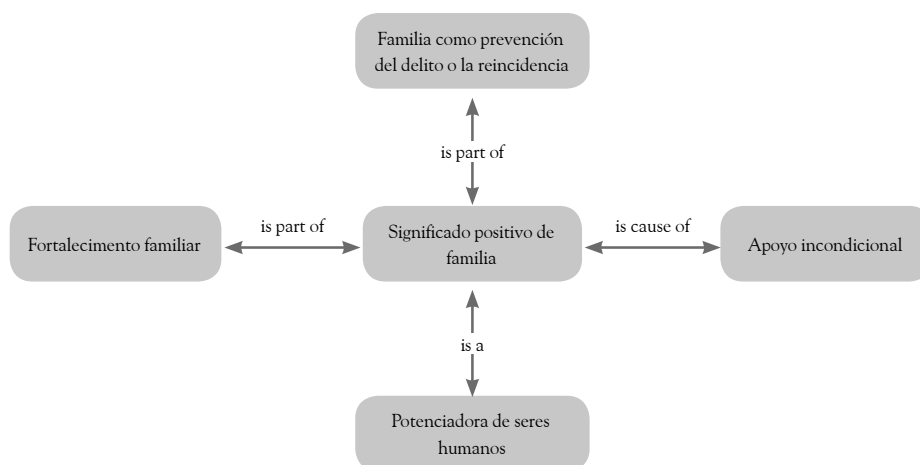 Familia como prevención
del delito o la reincidencia
is part of
Fortalecimento familiar
is part of
Significado positivo de
familia
is cause of
Apoyo incondicional
is a
Potenciadora de seres
humanos